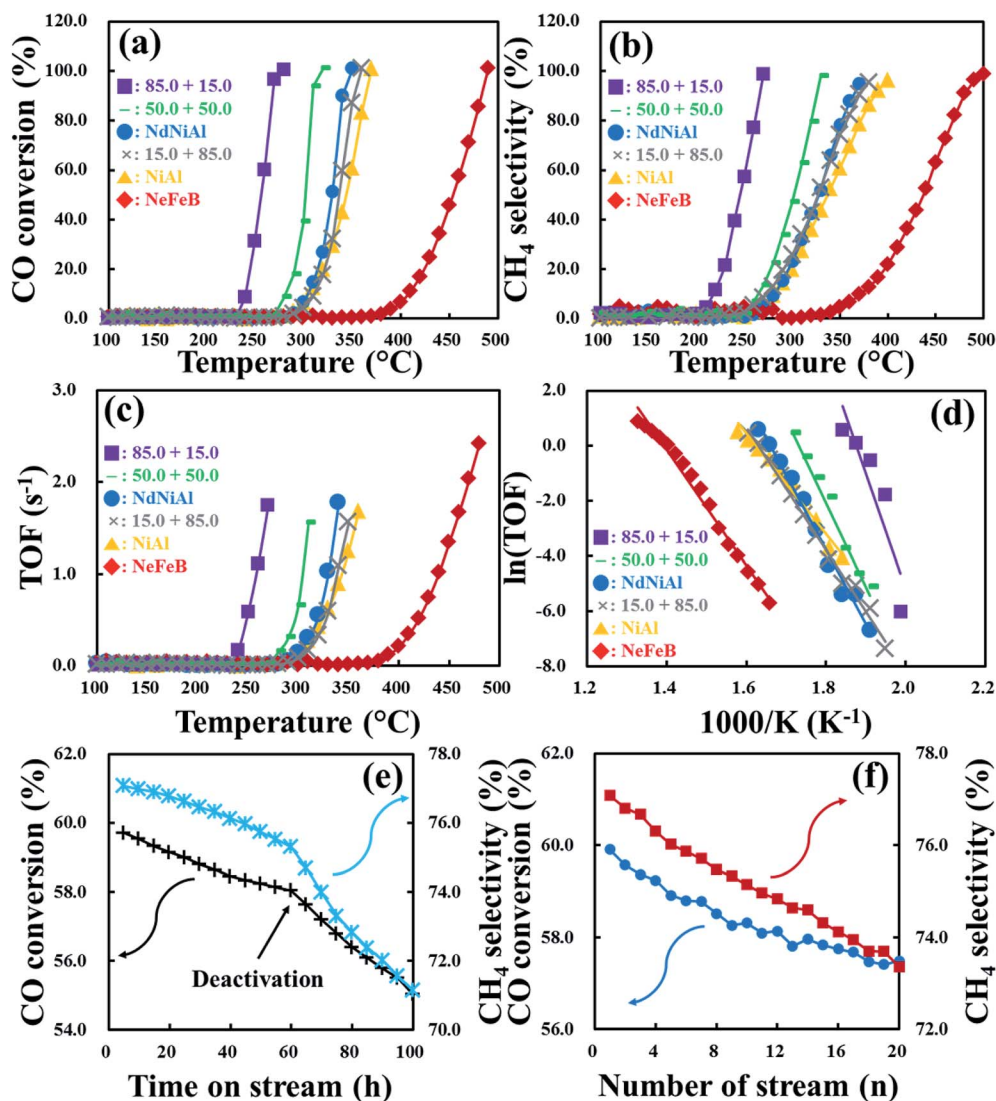 (a)
CO conversion (%)
120.0
100.0
80.0
60.0
40.0
20.0
0.0
: 85.0 + 15.0
: 50.0 + 50.0
: NdNiAl
: 15.0 + 85.0
: NiAl
: NeFeB
100 150 200 250 300 350 400 450 500
Temperature (°C)
(b)
CH4 selectivity (%)
120.0
100.0
80.0
60.0
40.0
20.0
0.0
: 85.0 + 15.0
: 50.0 + 50.0
: NdNiAl
: 15.0 + 85.0
: NiAl
: NeFeB
100 150 200 250 300 350 400 450 500
Temperature (°C)
(c)
TOF (s-1)
3.0
2.0
1.0
0.0
: 85.0 + 15.0
: 50.0 + 50.0
: NdNiAl
: 15.0 + 85.0
: NiAl
: NeFeB
100 150 200 250 300 350 400 450 500
Temperature (°C)
(d)
ln(TOF)
2.0
0.0
-2.0
-4.0
-6.0
-8.0
: 85.0 + 15.0
: 50.0 + 50.0
: NdNiAl
: 15.0 + 85.0
: NiAl
: NeFeB
1.2 1.4 1.6 1.8 2.0 2.2
1000/K (K-1)
(e)
CO conversion (%)
62.0
60.0
58.0
56.0
54.0
Deactivation
78.0
76.0
74.0
72.0
70.0
CH4 selectivity (%)
0 20 40 60 80 100
Time on stream (h)
(f)
CO conversion (%)
62.0
60.0
58.0
56.0
78.0
76.0
74.0
72.0
CH4 selectivity (%)
0 4 8 12 16 20
Number of stream (n)